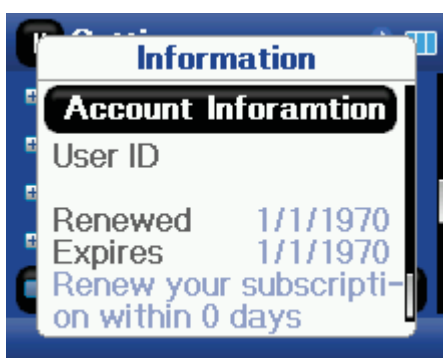 Information
Account Inforamtion
User ID
Renewed 1/1/1970
Expires 1/1/1970
Renew your subscripti-
on within 0 days